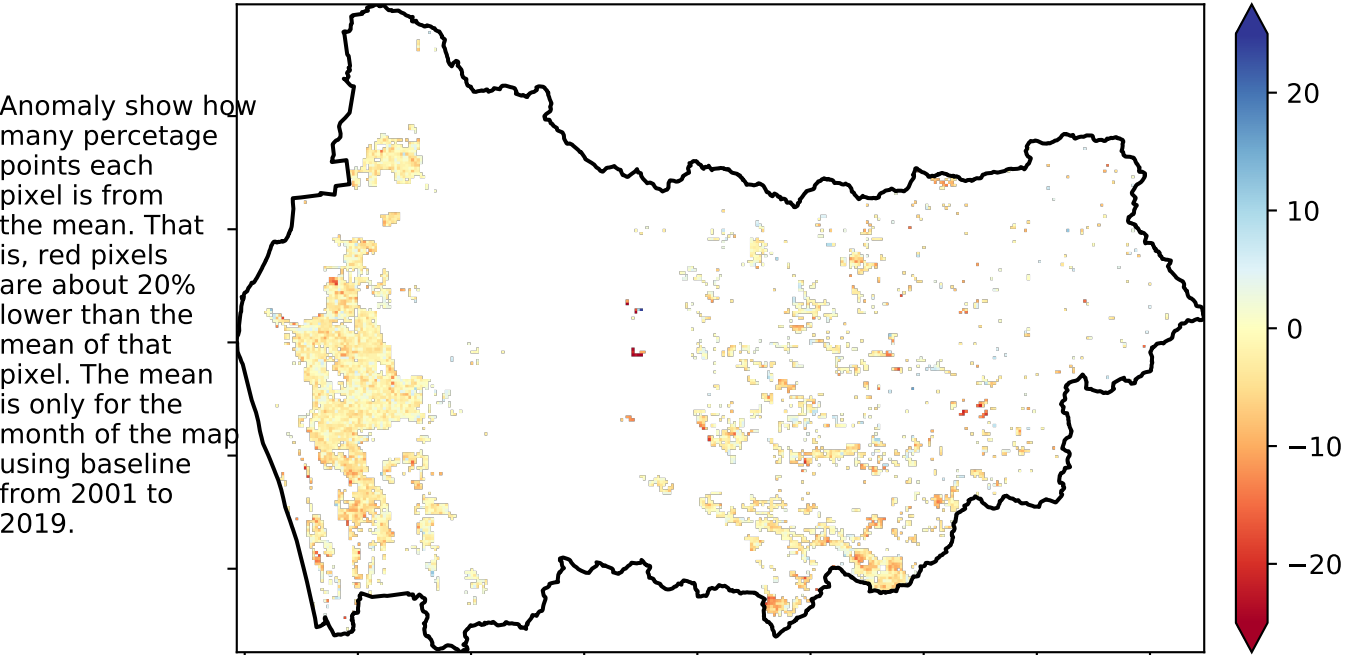 Anomaly show how
many percetage
points each
pixel is from
the mean. That
is, red pixels
are about 20%
lower than the
mean of that
pixel. The mean
is only for the
month of the map
using baseline
from 2001 to
2019.
20
10
0
−10
−20